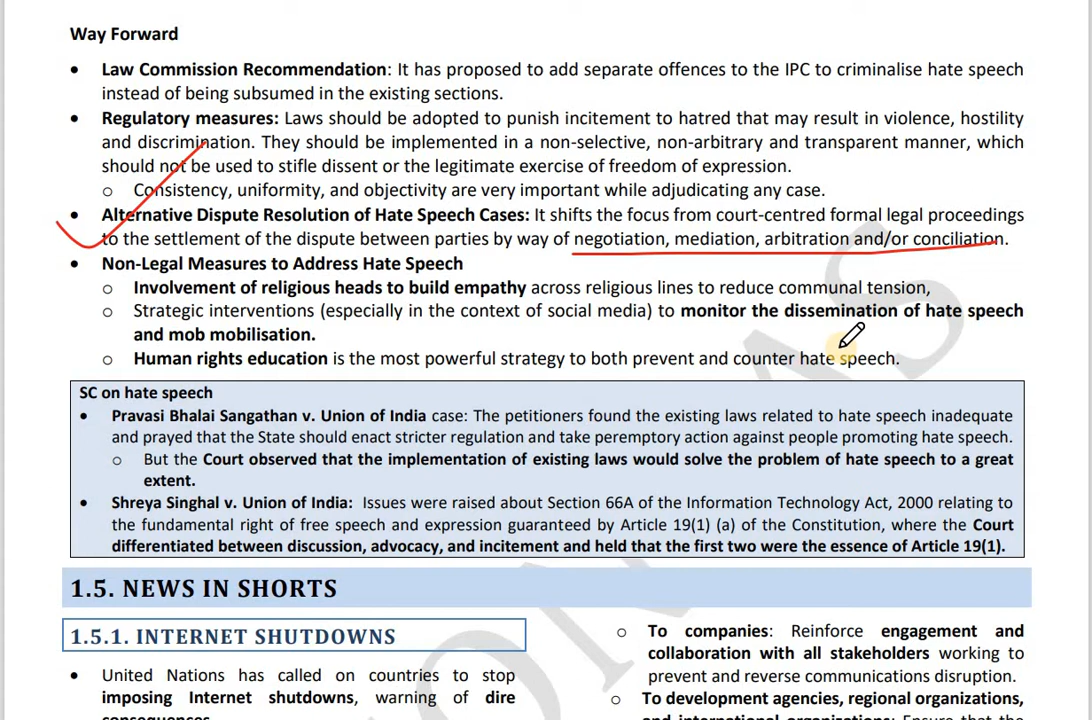 Way Forward
• Law Commission Recommendation: It has proposed to add separate offences to the IPC to criminalise hate speech
instead of being subsumed in the existing sections.
• Regulatory measures: Laws should be adopted to punish incitement to hatred that may result in violence, hostility
and discrimination. They should be implemented in a non-selective, non-arbitrary and transparent manner, which
should not be used to stifle dissent or the legitimate exercise of freedom of expression.
o Consistency, uniformity, and objectivity are very important while adjudicating any case.
• Alternative Dispute Resolution of Hate Speech Cases: It shifts the focus from court-centred formal legal proceedings
to the settlement of the dispute between parties by way of negotiation, mediation, arbitration and/or conciliation.
• Non-Legal Measures to Address Hate Speech
o Involvement of religious heads to build empathy across religious lines to reduce communal tension,
o Strategic interventions (especially in the context of social media) to monitor the dissemination of hate speech
and mob mobilisation.
o Human rights education is the most powerful strategy to both prevent and counter hate speech.
SC on hate speech
• Pravasi Bhalai Sangathan v. Union of India case: The petitioners found the existing laws related to hate speech inadequate
and prayed that the State should enact stricter regulation and take peremptory action against people promoting hate speech.
o But the Court observed that the implementation of existing laws would solve the problem of hate speech to a great
extent.
• Shreya Singhal v. Union of India: Issues were raised about Section 66A of the Information Technology Act, 2000 relating to
the fundamental right of free speech and expression guaranteed by Article 19(1) (a) of the Constitution, where the Court
differentiated between discussion, advocacy, and incitement and held that the first two were the essence of Article 19(1).
1.5. NEWS IN SHORTS
1.5.1. INTERNET SHUTDOWNS
• United Nations has called on countries to stop
imposing Internet shutdowns, warning of dire
consequences.
o To companies: Reinforce engagement and
collaboration with all stakeholders working to
prevent and reverse communications disruption.
o To development agencies, regional organizations,
and international organizations: Ensure that the